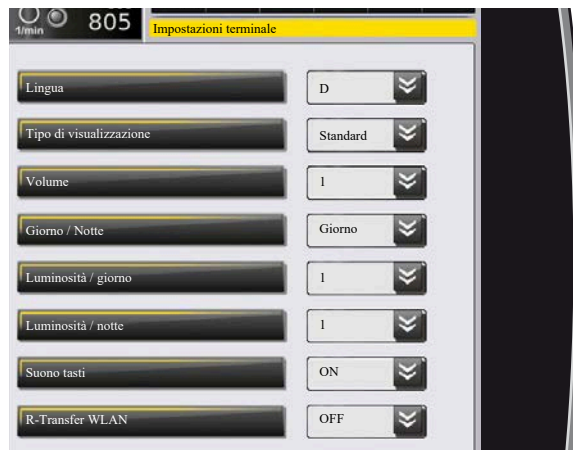 1/min 805
Impostazioni terminale
Lingua D
Tipo di visualizzazione Standard
Volume 1
Giorno / Notte Giorno
Luminosità / giorno 1
Luminosità / notte 1
Suono tasti ON
R-Transfer WLAN OFF